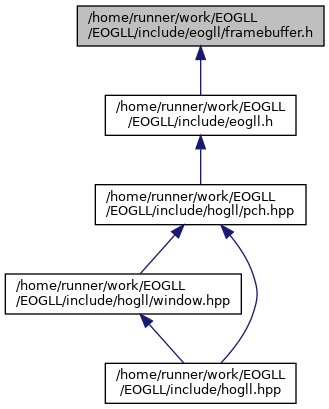 /home/runner/work/EOGLL
/EOGLL/include/eogll/framebuffer.h
/home/runner/work/EOGLL
/EOGLL/include/eogll.h
/home/runner/work/EOGLL
/EOGLL/include/hogll/pch.hpp
/home/runner/work/EOGLL
/EOGLL/include/hogll/window.hpp
/home/runner/work/EOGLL
/EOGLL/include/hogll.hpp